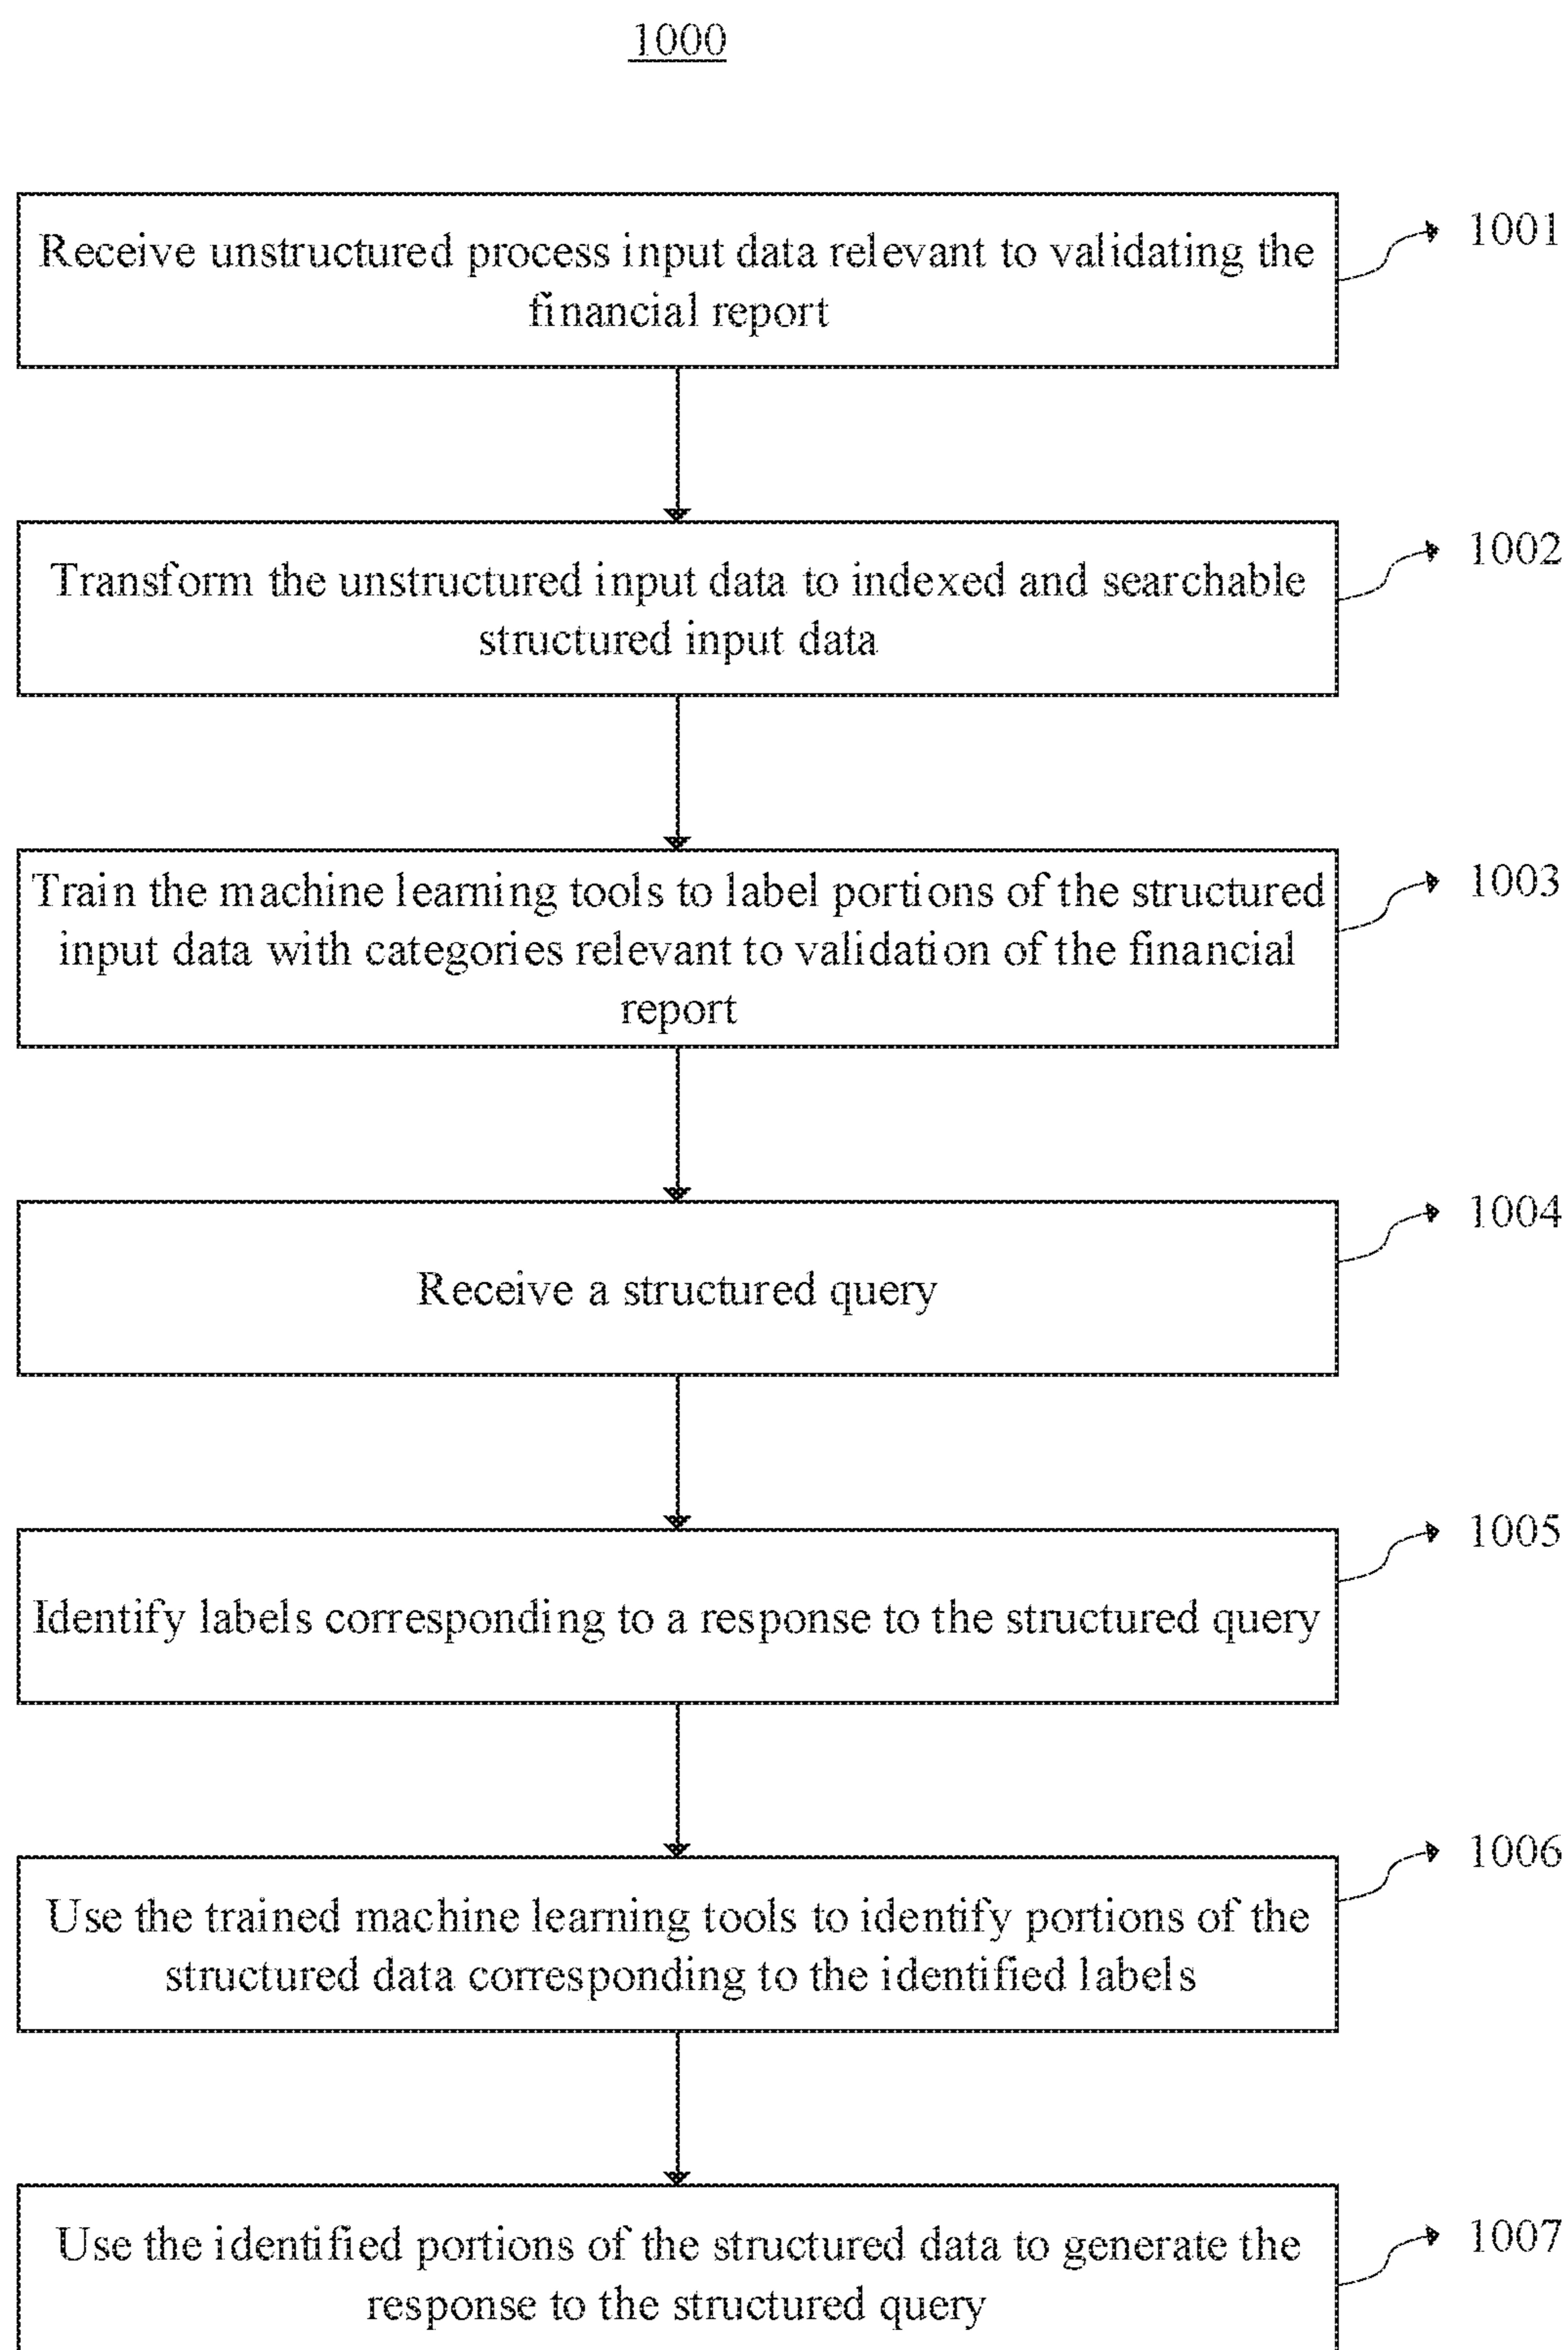 1000
Receive unstructured process input data relevant to validating the
financial report
1001
Transform the unstructured input data to indexed and searchable
structured input data
1002
Train the machine learning tools to label portions of the structured
input data with categories relevant to validation of the financial
report
1003
Receive a structured query
1004
Identify labels corresponding to a response to the structured query
1005
Use the trained machine learning tools to identify portions of the
structured data corresponding to the identified labels
1006
Use the identified portions of the structured data to generate the
response to the structured query
1007